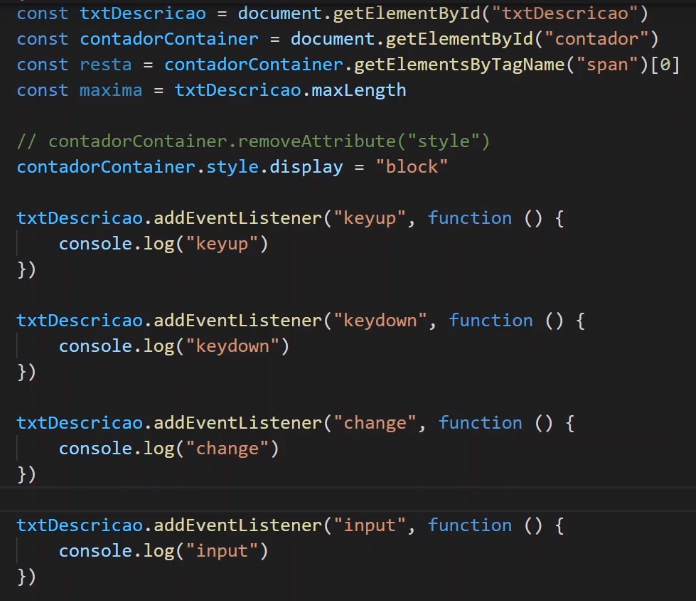 const txtDescricao = document.getElementById("txtDescricao")
const contadorContainer = document.getElementById("contador")
const resta = contadorContainer.getElementsByTagName("span")[0]
const maxima = txtDescricao.maxLength
// contadorContainer.removeAttribute("style")
contadorContainer.style.display = "block"
txtDescricao.addEventListener("keyup", function () {
    console.log("keyup")
})
txtDescricao.addEventListener("keydown", function () {
    console.log("keydown")
})
txtDescricao.addEventListener("change", function () {
    console.log("change")
})
txtDescricao.addEventListener("input", function () {
    console.log("input")
})